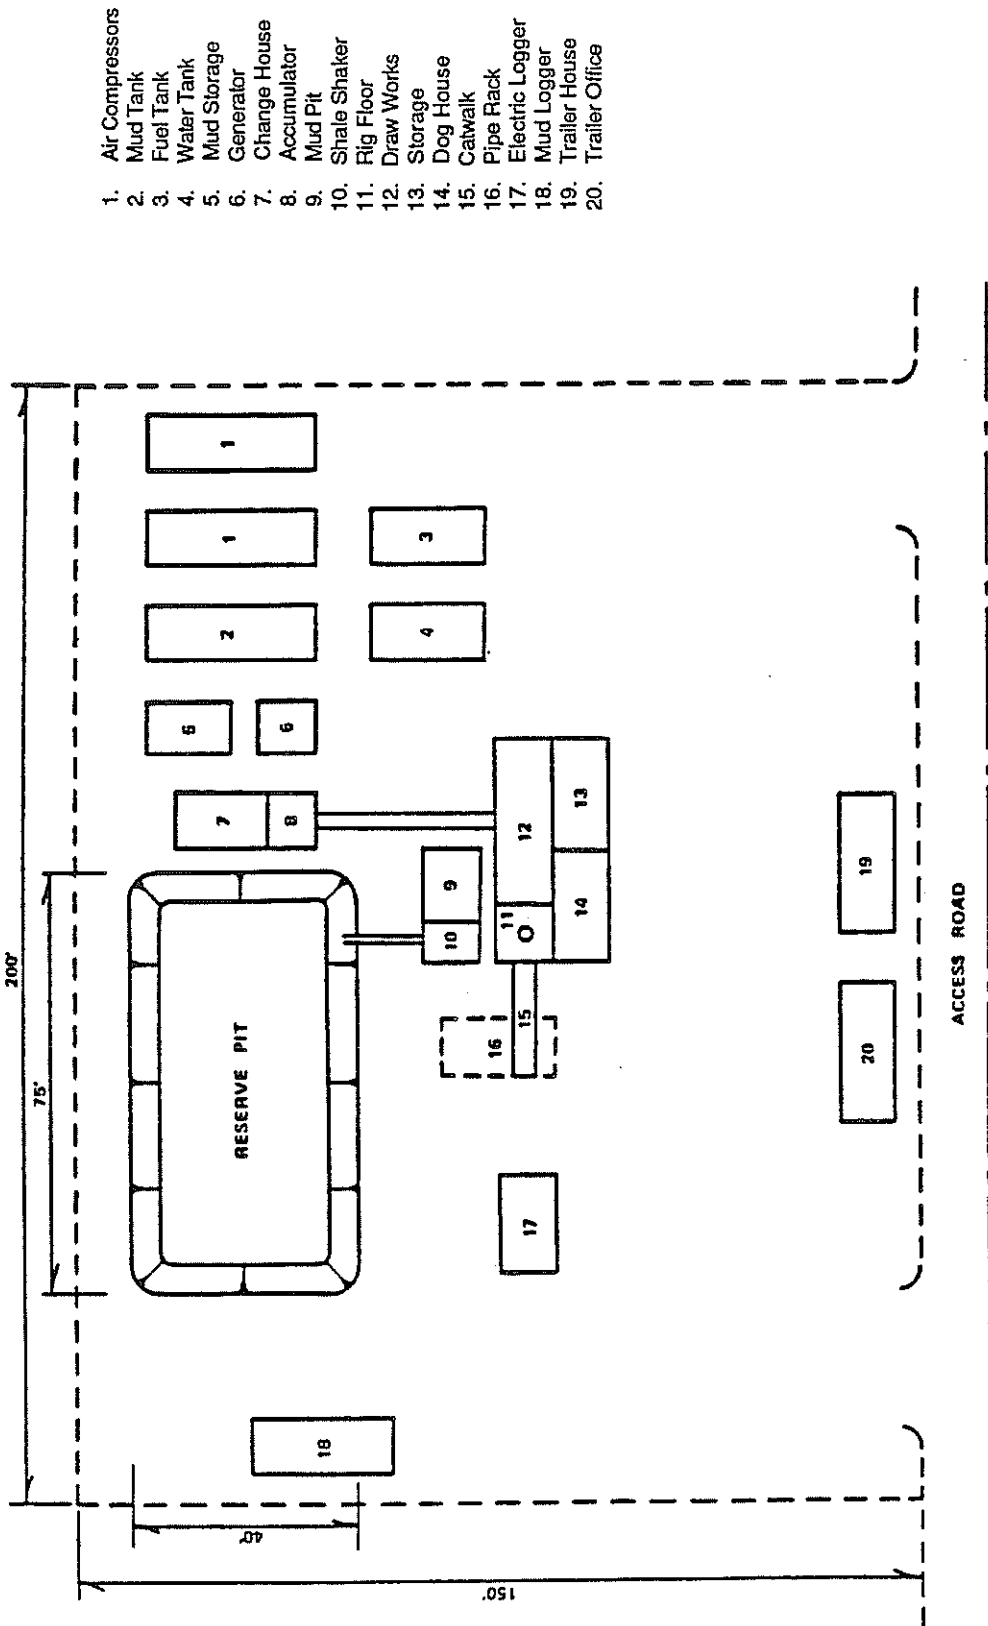 1. Air Compressors
2. Mud Tank
3. Fuel Tank
4. Water Tank
5. Mud Storage
6. Generator
7. Change House
8. Accumulator
9. Mud Pit
10. Shale Shaker
11. Rig Floor
12. Draw Works
13. Storage
14. Dog House
15. Catwalk
16. Pipe Rack
17. Electric Logger
18. Mud Logger
19. Trailer House
20. Trailer Office
200'
75'
40'
150'
RESERVE PIT
7
8
6
6
2
1
1
4
3
18
10
9
16
15
11
12
14
13
17
20
19
ACCESS ROAD